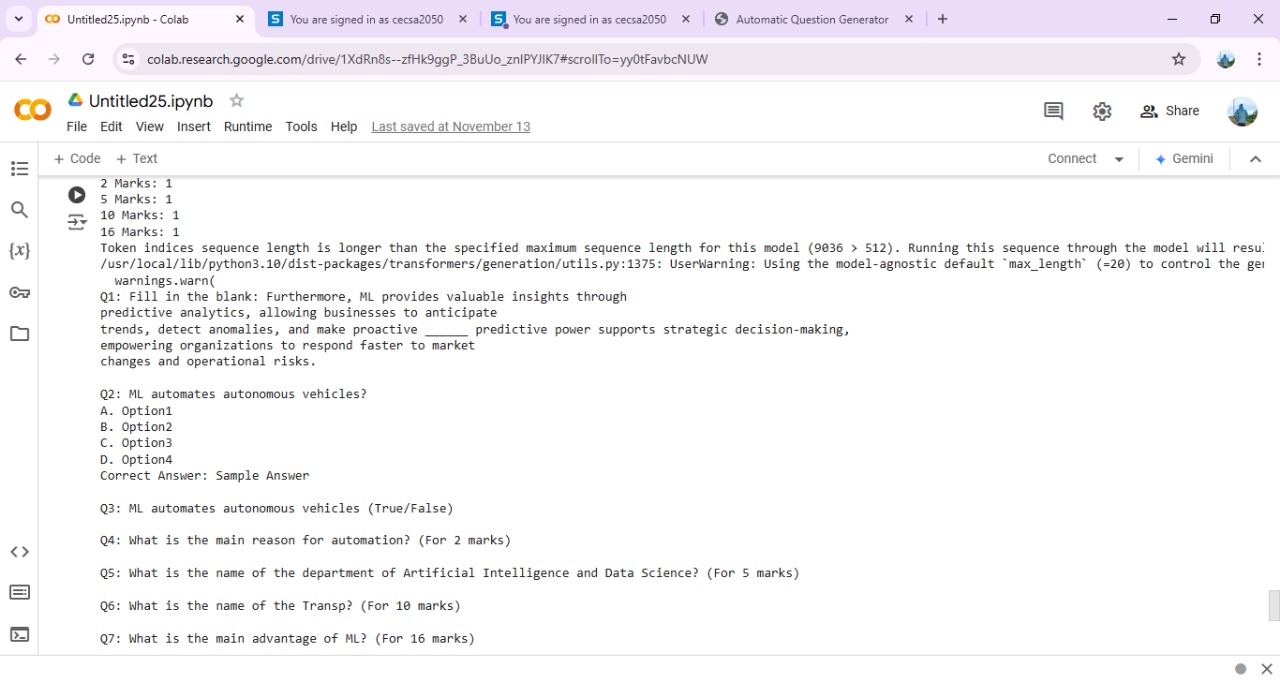 Untitled25.ipynb - Colab
You are signed in as cecsa2050
You are signed in as cecsa2050
Automatic Question Generator
colab.research.google.com/drive/1XdRn8s--zfHk9ggP_3BuUo_znIPYJIK7#scrollTo=yy0tFavbcNUW
Untitled25.ipynb
Share
File Edit View Insert Runtime Tools Help Last saved at November 13
+ Code + Text
Connect
Gemini
2 Marks: 1
5 Marks: 1
10 Marks: 1
16 Marks: 1
Token indices sequence length is longer than the specified maximum sequence length for this model (9036 > 512). Running this sequence through the model will
/usr/local/lib/python3.10/dist-packages/transformers/generation/utils.py:1375: UserWarning: Using the model-agnostic default `max_length` (=20) to control the
warnings.warn(
Q1: Fill in the blank: Furthermore, ML provides valuable insights through
predictive analytics, allowing businesses to anticipate
trends, detect anomalies, and make proactive ______ predictive power supports strategic decision-making,
empowering organizations to respond faster to market
changes and operational risks.
Q2: ML automates autonomous vehicles?
A. Option1
B. Option2
C. Option3
D. Option4
Correct Answer: Sample Answer
Q3: ML automates autonomous vehicles (True/False)
Q4: What is the main reason for automation? (For 2 marks)
Q5: What is the name of the department of Artificial Intelligence and Data Science? (For 5 marks)
Q6: What is the name of the Transp? (For 10 marks)
Q7: What is the main advantage of ML? (For 16 marks)